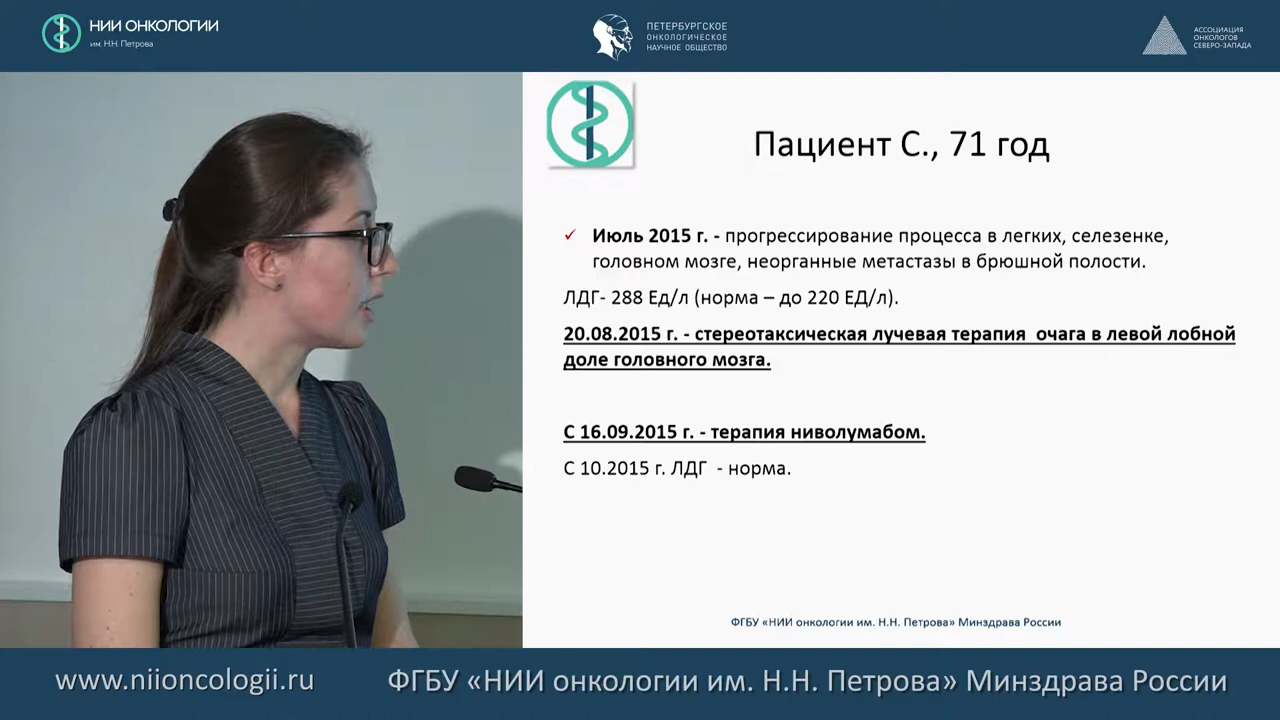 НИИ ОНКОЛОГИИ
им. Н.Н. Петрова
ПЕТЕРБУРГСКОЕ
ОНКОЛОГИЧЕСКОЕ
НАУЧНОЕ ОБЩЕСТВО
АССОЦИАЦИЯ
ОНКОЛОГОВ
СЕВЕРО-ЗАПАДА
Пациент С., 71 год
✓ Июль 2015 г. - прогрессирование процесса в легких, селезенке,
головном мозге, неорганные метастазы в брюшной полости.
ЛДГ- 288 Ед/л (норма – до 220 ЕД/л).
20.08.2015 г. - стереотаксическая лучевая терапия очага в левой лобной
доле головного мозга.
С 16.09.2015 г. - терапия ниволумабом.
С 10.2015 г. ЛДГ - норма.
ФГБУ «НИИ онкологии им. Н.Н. Петрова» Минздрава России
www.niioncologii.ru
ФГБУ «НИИ онкологии им. Н.Н. Петрова» Минздрава России